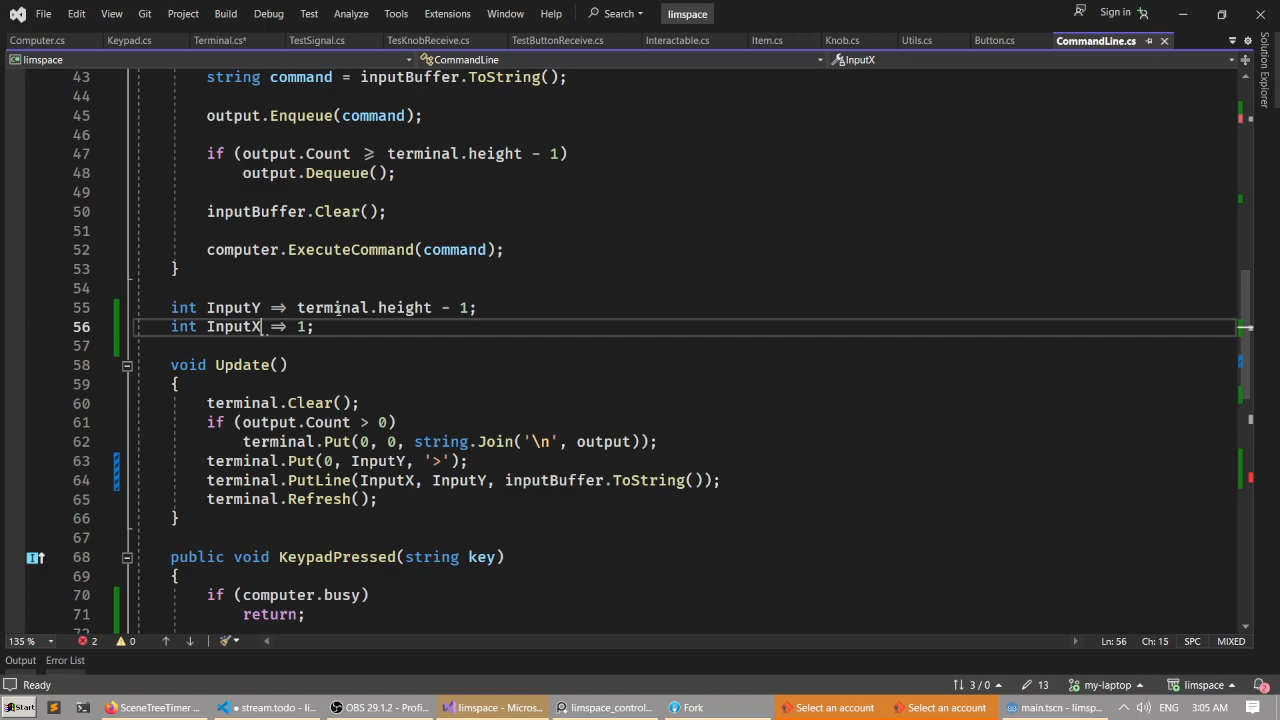 File Edit View Git Project Build Debug Test Analyze Tools Extensions Window Help Search limspace Sign in
Computer.cs Keypad.cs Terminal.cs* TestSignal.cs TesKnobReceive.cs TestButtonReceive.cs Interactable.cs Item.cs Knob.cs Utils.cs Button.cs CommandLine.cs
limspace CommandLine InputX
Solution Explorer
43 string command = inputBuffer.ToString();
44
45 output.Enqueue(command);
46
47 if (output.Count >= terminal.height - 1)
48 output.Dequeue();
49
50 inputBuffer.Clear();
51
52 computer.ExecuteCommand(command);
53 }
54
55 int InputY => terminal.height - 1;
56 int InputX => 1;
57
58 void Update()
59 {
60 terminal.Clear();
61 if (output.Count > 0)
62 terminal.Put(0, 0, string.Join('\n', output));
63 terminal.Put(0, InputY, '>');
64 terminal.PutLine(InputX, InputY, inputBuffer.ToString());
65 terminal.Refresh();
66 }
67
68 public void KeypadPressed(string key)
69 {
70 if (computer.busy)
71 return;
135 % 2 0 Ln: 56 Ch: 15 SPC MIXED
Output Error List
Ready 3 / 0 13 my-laptop limspace 2
Start SceneTreeTimer stream.todo - OBS 29.1.2 - Profi... limspace - Micros... limspace_control... Fork Select an account Select an account main.tscn - limsp... ENG 3:05 AM